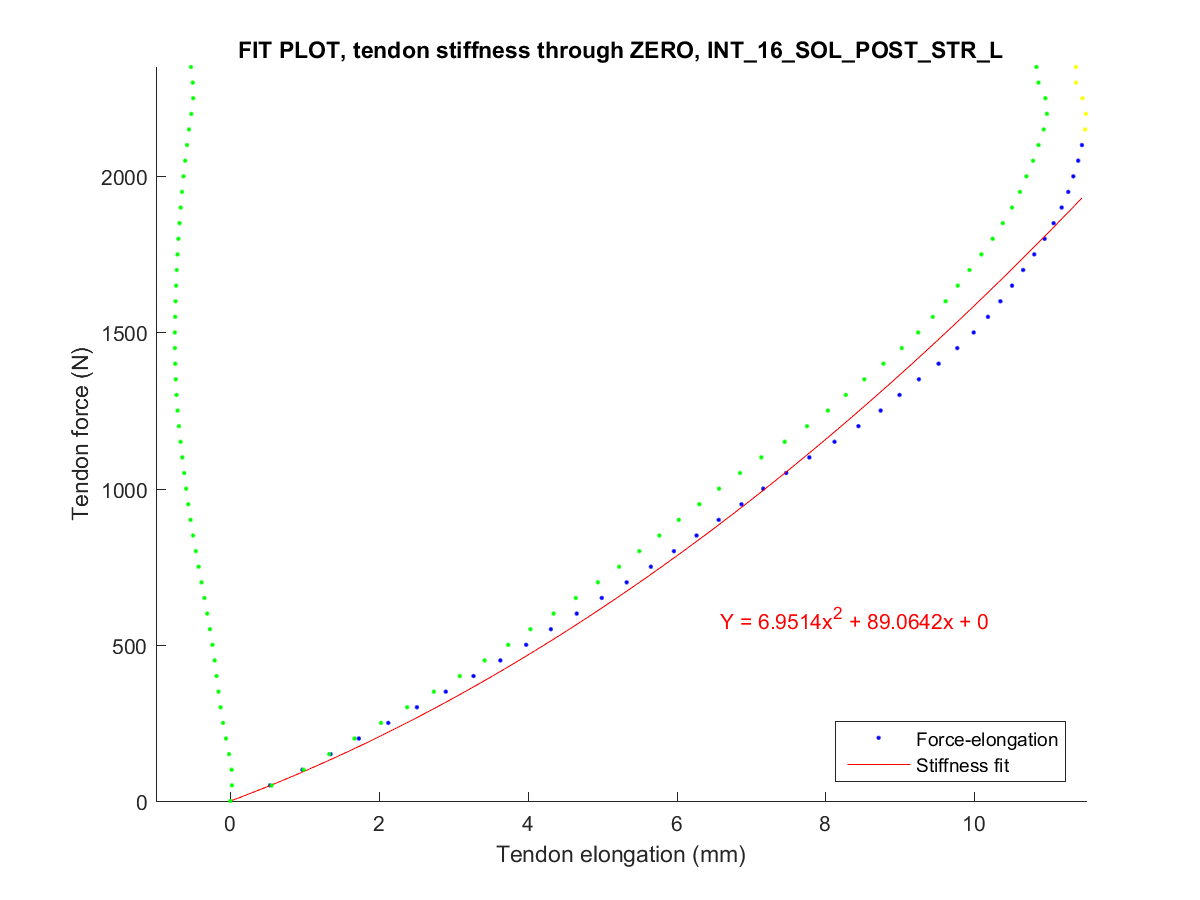 FIT PLOT, tendon stiffness through ZERO, INT_16_SOL_POST_STR_L
Tendon force (N)
2000
1500
1000
500
0
Y = 6.9514x² + 89.0642x + 0
Force-elongation
Stiffness fit
0 2 4 6 8 10
Tendon elongation (mm)